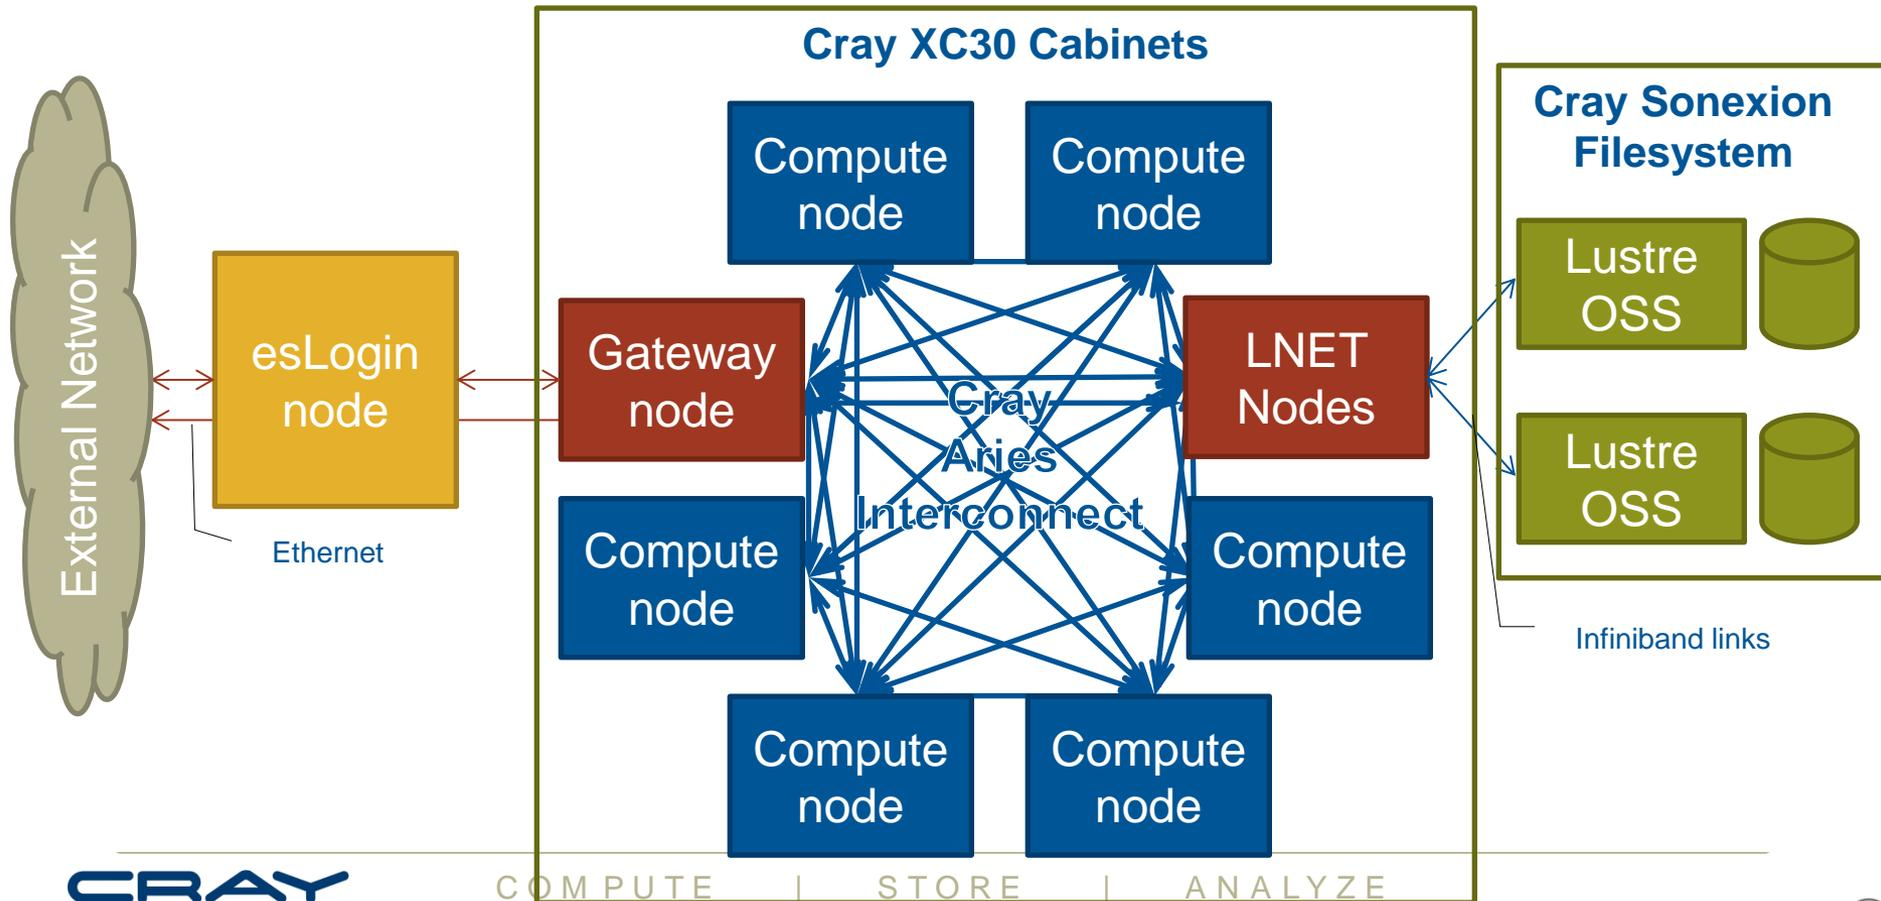 Cray XC30 Cabinets
Cray Sonexion
Filesystem
Compute
node
Compute
node
External Network
esLogin
node
Gateway
node
LNET
Nodes
Lustre
OSS
Cray
Aries
Interconnect
Lustre
OSS
Ethernet
Compute
node
Compute
node
Infiniband links
Compute
node
Compute
node
CRAY
COMPUTE | STORE | ANALYZE